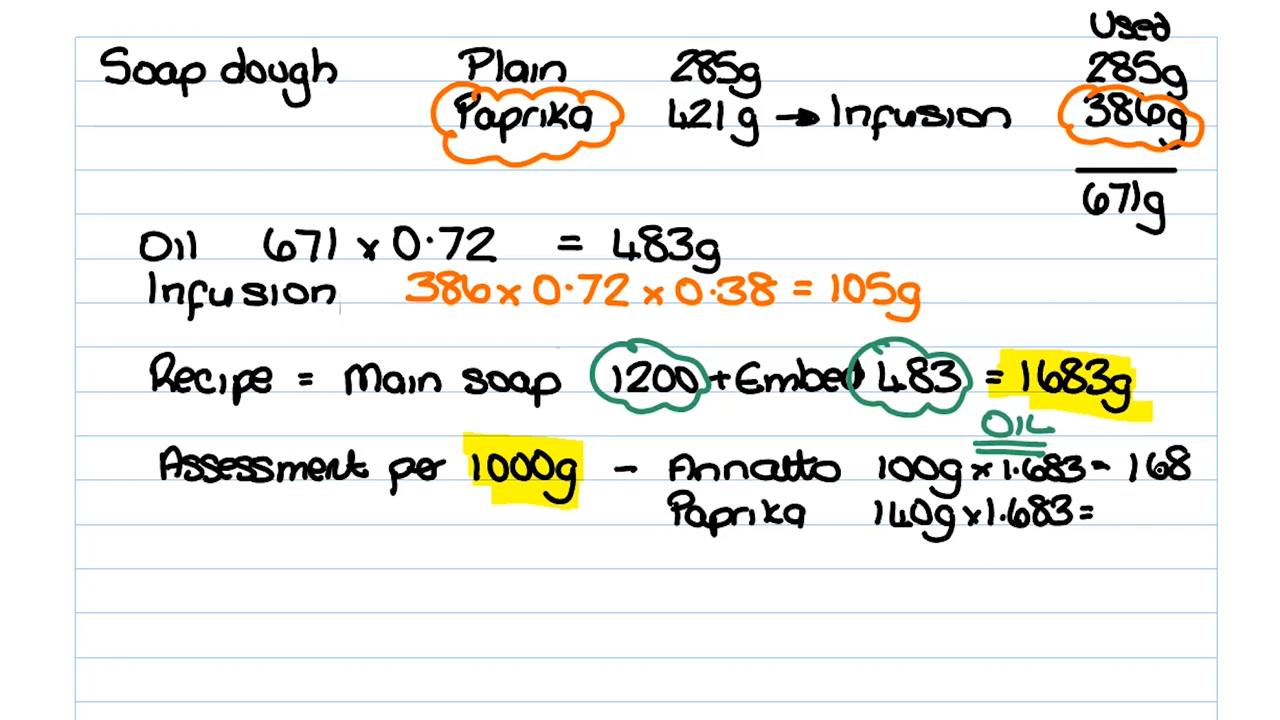 Used
Soap dough Plain 285g 285g
Paprika 421g → Infusion 386g
671g
Oil 671 x 0.72 = 483g
Infusion 386 x 0.72 x 0.38 = 105g
Recipe = Main soap 1200 + Embed 483 = 1683g
OIL
Assessment per 1000g - Annatto 100g x 1.683 = 168
Paprika 140g x 1.683 =